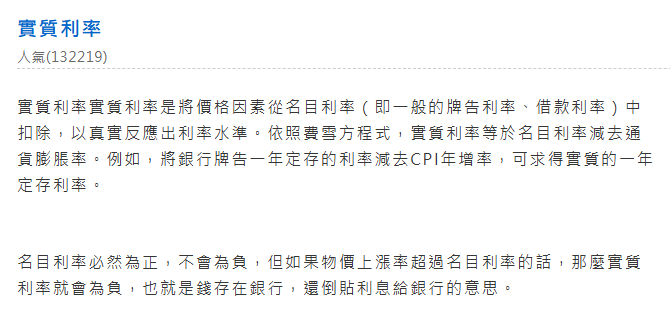 實質利率
人氣(132219)
實質利率實質利率是將價格因素從名目利率（即一般的牌告利率、借款利率）中
扣除，以真實反應出利率水準。依照費雪方程式，實質利率等於名目利率減去通
貨膨脹率。例如，將銀行牌告一年定存的利率減去CPI年增率，可求得實質的一年
定存利率。
名目利率必然為正，不會為負，但如果物價上漲率超過名目利率的話，那麼實質
利率就會為負，也就是錢存在銀行，還倒貼利息給銀行的意思。